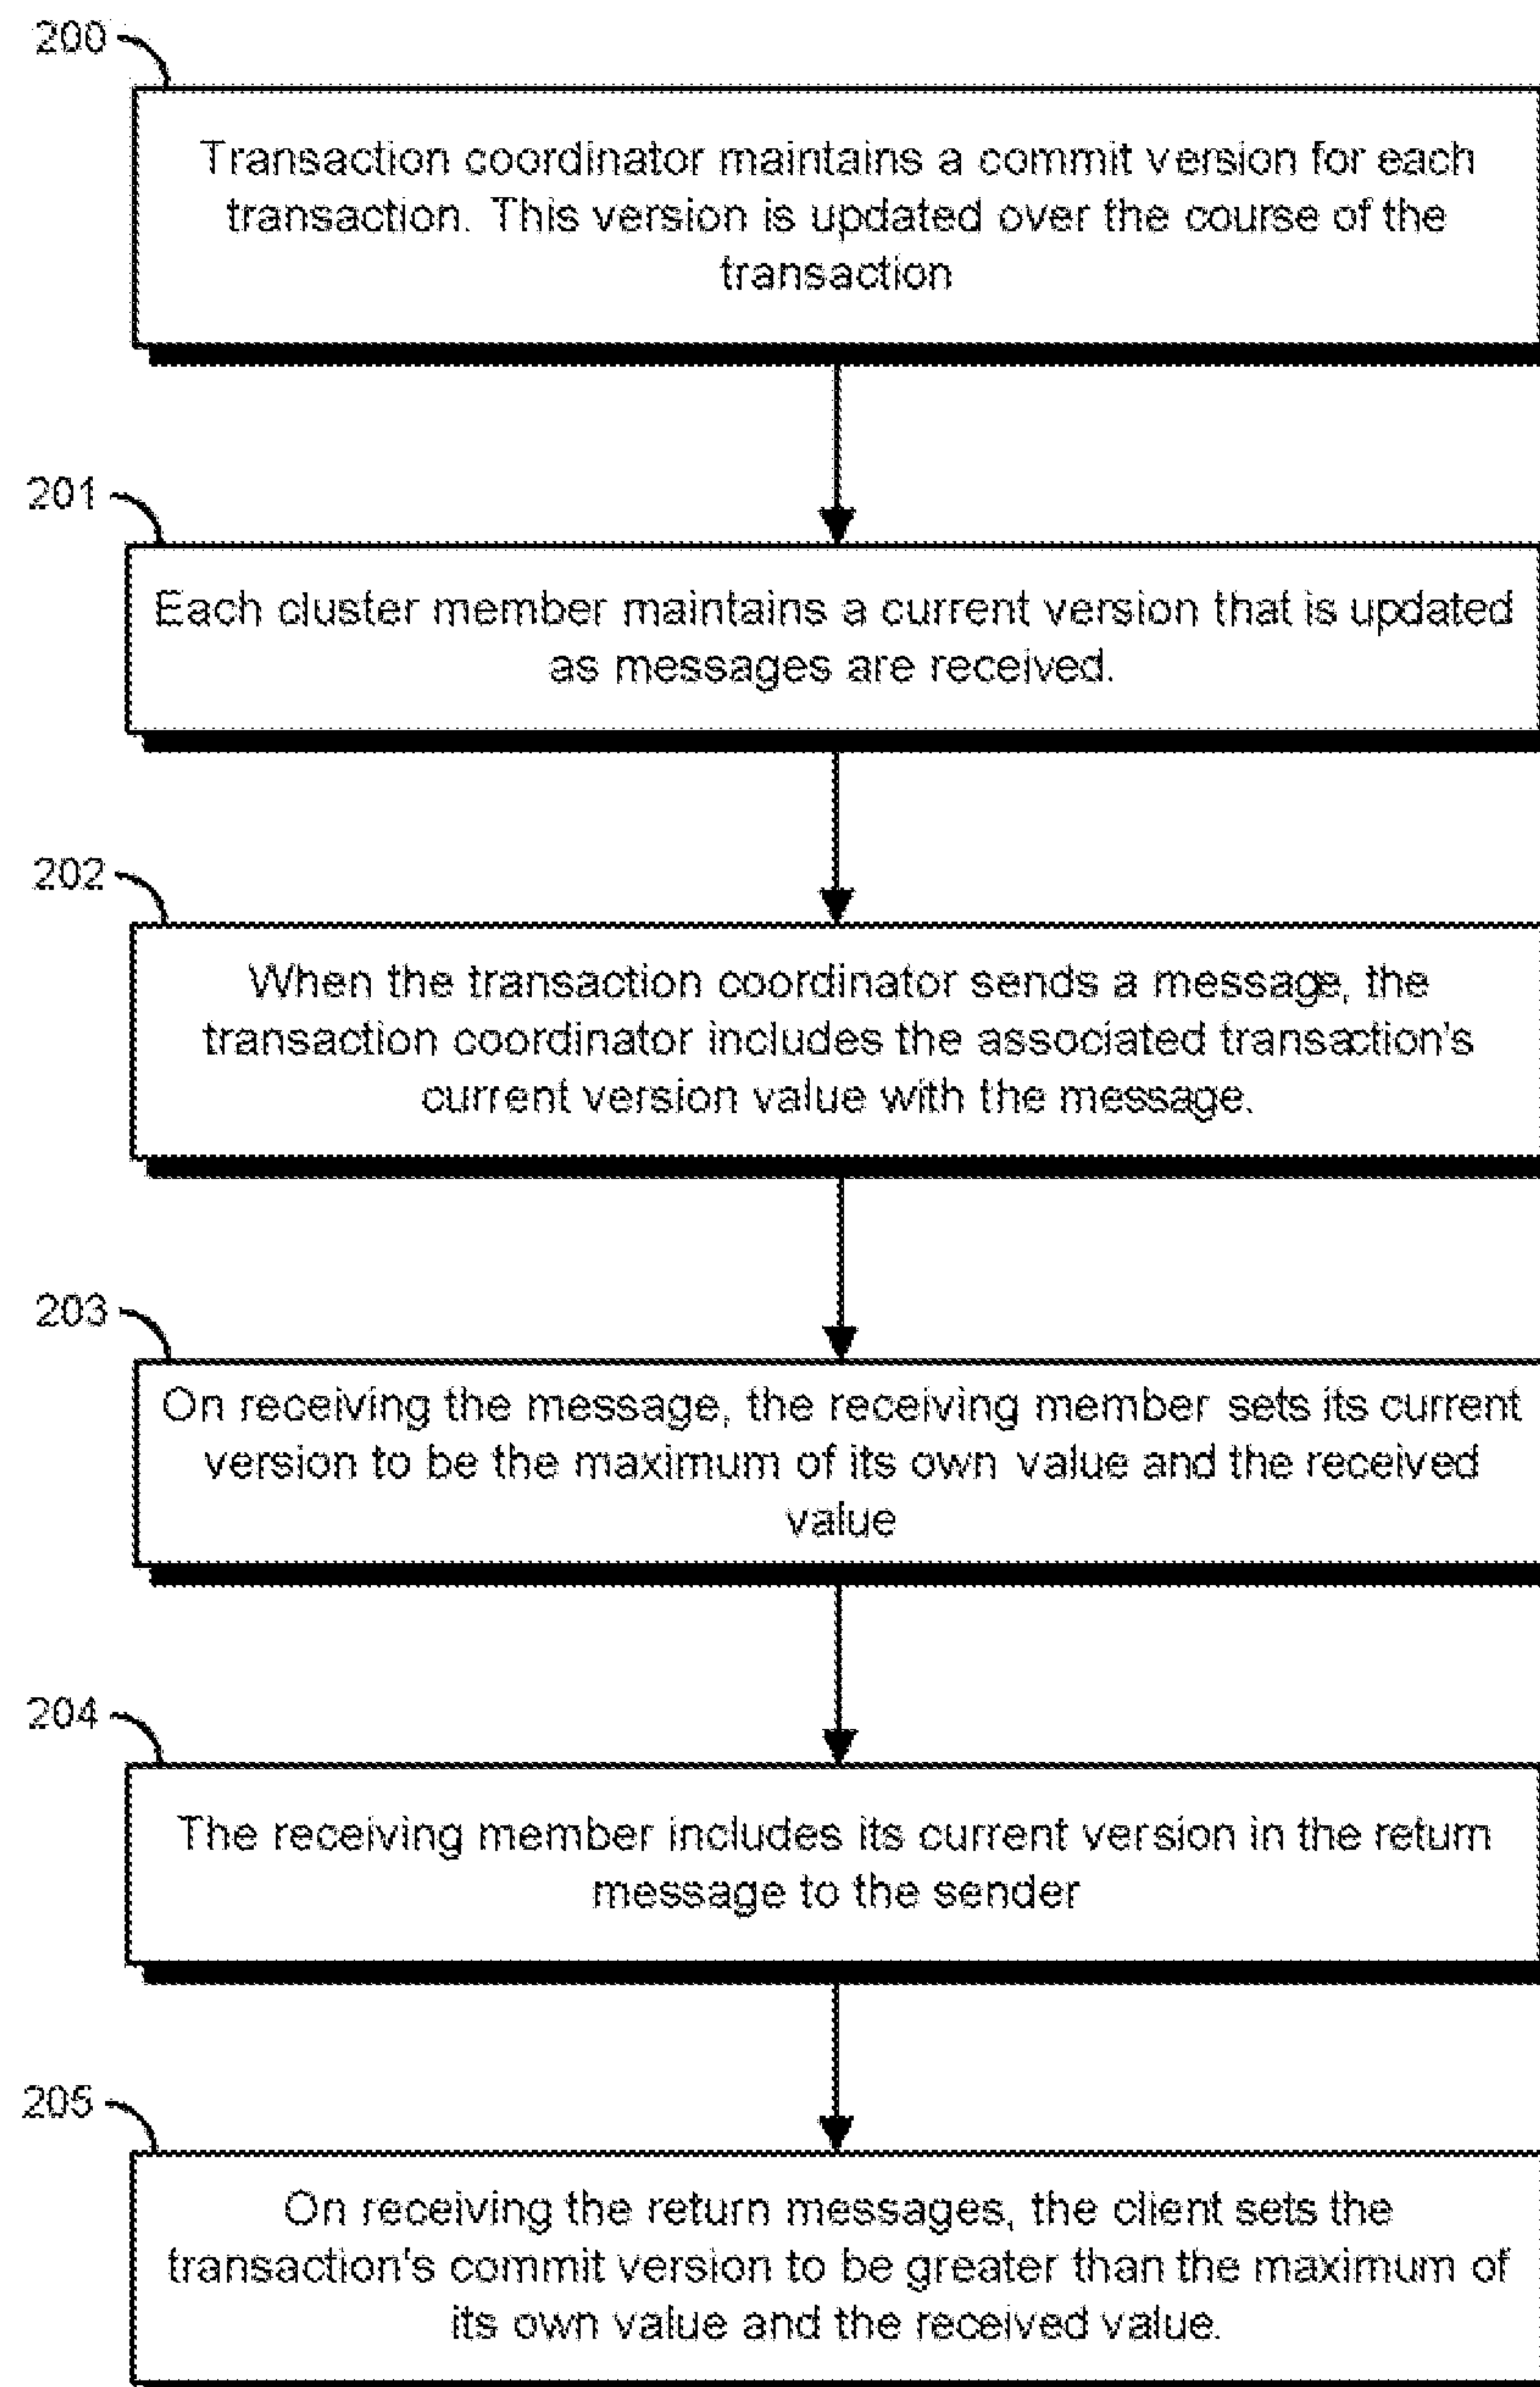 200
Transaction coordinator maintains a commit version for each
transaction. This version is updated over the course of the
transaction
201
Each cluster member maintains a current version that is updated
as messages are received.
202
When the transaction coordinator sends a message, the
transaction coordinator includes the associated transaction's
current version value with the message.
203
On receiving the message, the receiving member sets its current
version to be the maximum of its own value and the received
value
204
The receiving member includes its current version in the return
message to the sender
205
On receiving the return messages, the client sets the
transaction's commit version to be greater than the maximum of
its own value and the received value.